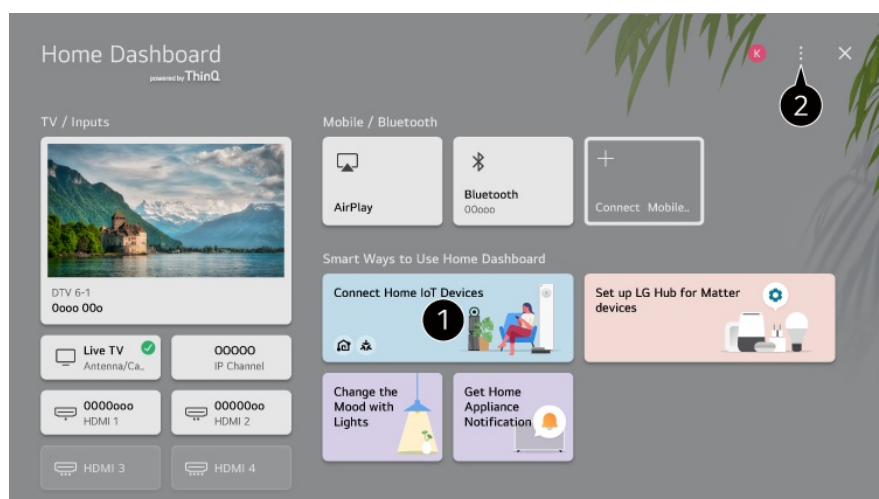 Home Dashboard
powered by ThinQ
K
2
TV / Inputs
Mobile / Bluetooth
AirPlay
Bluetooth
00ooo
Connect Mobile..
DTV 6-1
0ooo 00o
Smart Ways to Use Home Dashboard
Connect Home IoT Devices
1
Set up LG Hub for Matter
devices
Live TV
Antenna/Ca..
00000
IP Channel
0000ooo
HDMI 1
00000oo
HDMI 2
HDMI 3
HDMI 4
Change the
Mood with
Lights
Get Home
Appliance
Notification